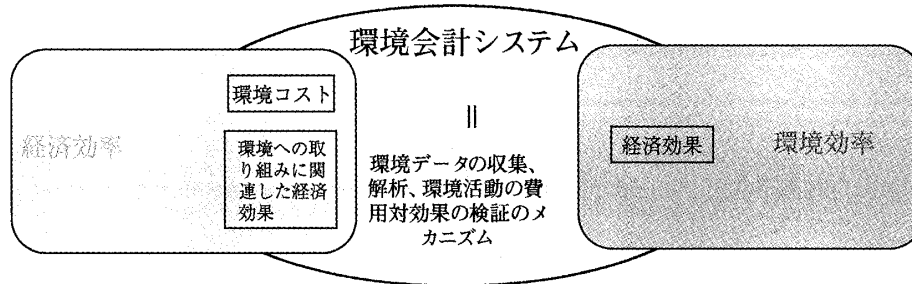 環境会計システム
環境コスト
||
経済効率
環境への取
り組みに関
連した経済
効果
環境データの収集、
解析、環境活動の費
用対効果の検証のメ
カニズム
経済効果
環境効率